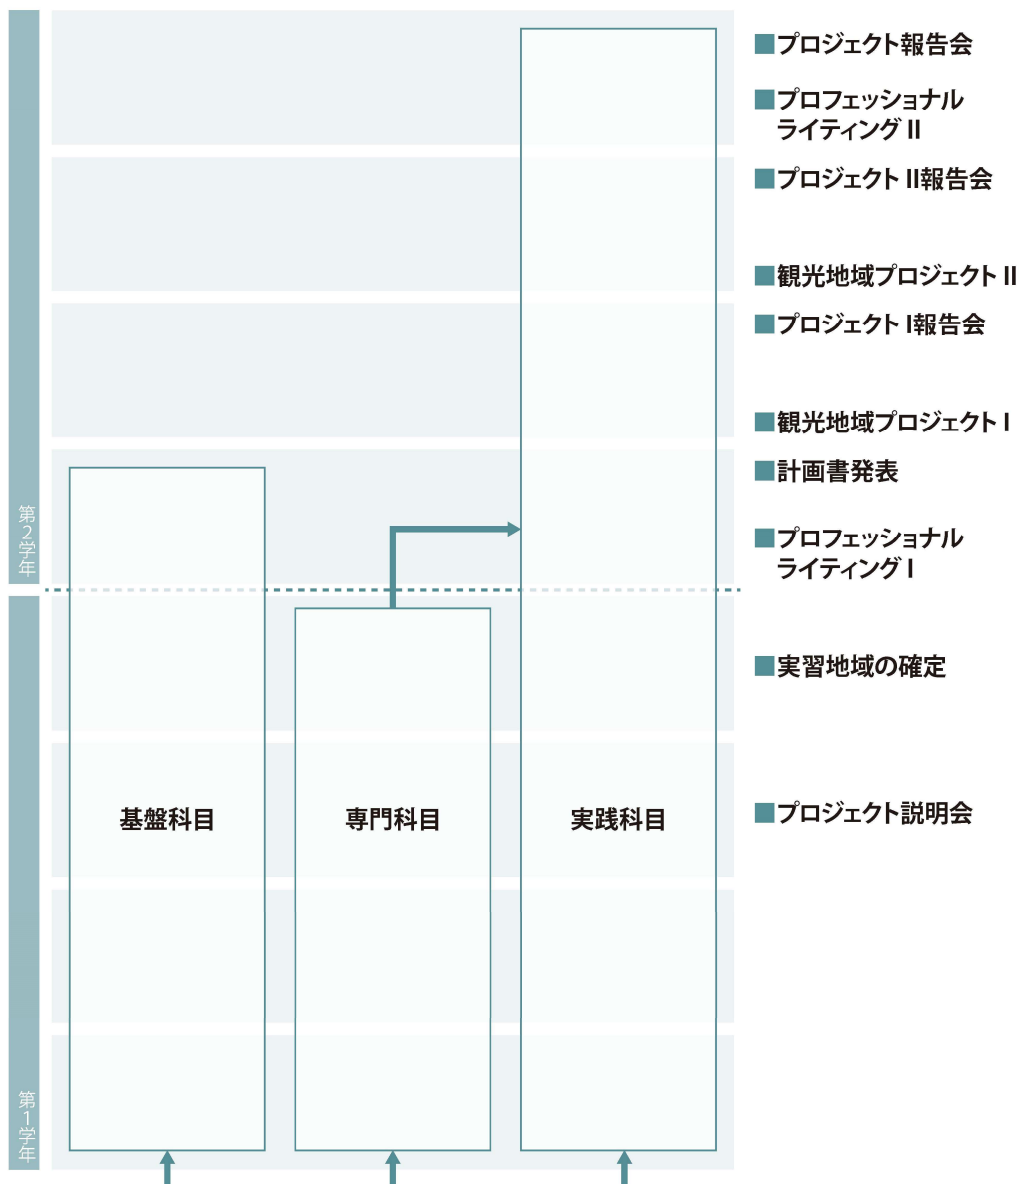 ■プロジェクト報告会
■プロフェッショナル
ライティング II
■プロジェクト II報告会
■観光地域プロジェクト II
■プロジェクト I報告会
■観光地域プロジェクト I
■計画書発表
■プロフェッショナル
ライティング I
■実習地域の確定
■プロジェクト説明会
第2学年
第1学年
基盤科目
専門科目
実践科目